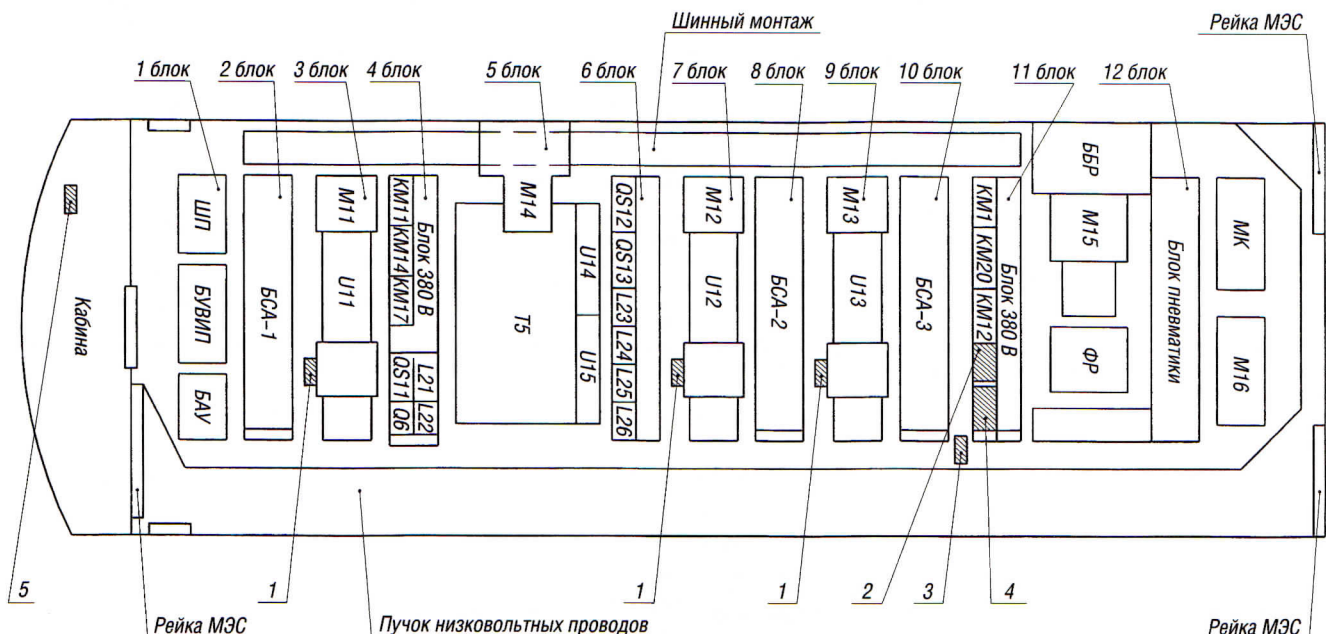 Шинный монтаж
Рейка МЭС
1 блок
2 блок
3 блок
4 блок
5 блок
6 блок
7 блок
8 блок
9 блок
10 блок
11 блок
12 блок
Кабина
ШП
БУВИП
БАУ
БСА-1
М11
U11
КМ11 КМ14 КМ17
Блок 380 В
QS11 L21
Q6 L22
М14
Т5
U14
U15
QS12 QS13 L23 L24 L25 L26
М12
U12
БСА-2
М13
U13
БСА-3
КМ1 КМ20 КМ12
Блок 380 В
ББР
М15
ФР
Блок пневматики
МК
М16
5
Рейка МЭС
1
Пучок низковольтных проводов
1
1
2
3
4
Рейка МЭС